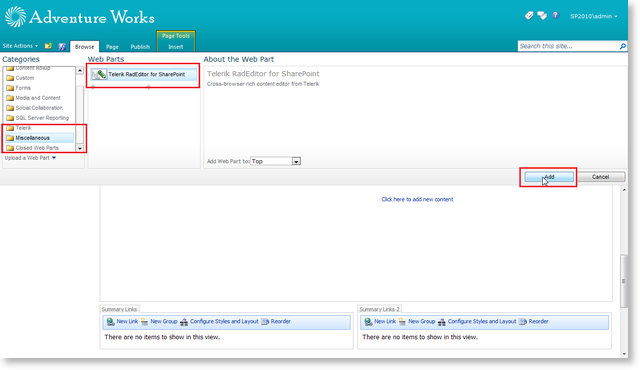 Adventure Works
SP2010\admin
Page Tools
Site Actions
Browse
Page
Publish
Insert
Search this site...
Categories
Content Rollup
Custom
Forms
Media and Content
Social Collaboration
SQL Server Reporting
Telerik
Miscellaneous
Closed Web Parts
Upload a Web Part
Web Parts
Telerik RadEditor for SharePoint
About the Web Part
Telerik RadEditor for SharePoint
Cross-browser rich content editor from Telerik
Add Web Part to: Top
Add
Cancel
Click here to add new content
Summary Links
New Link New Group Configure Styles and Layout Reorder
There are no items to show in this view.
Summary Links 2
New Link New Group Configure Styles and Layout Reorder
There are no items to show in this view.